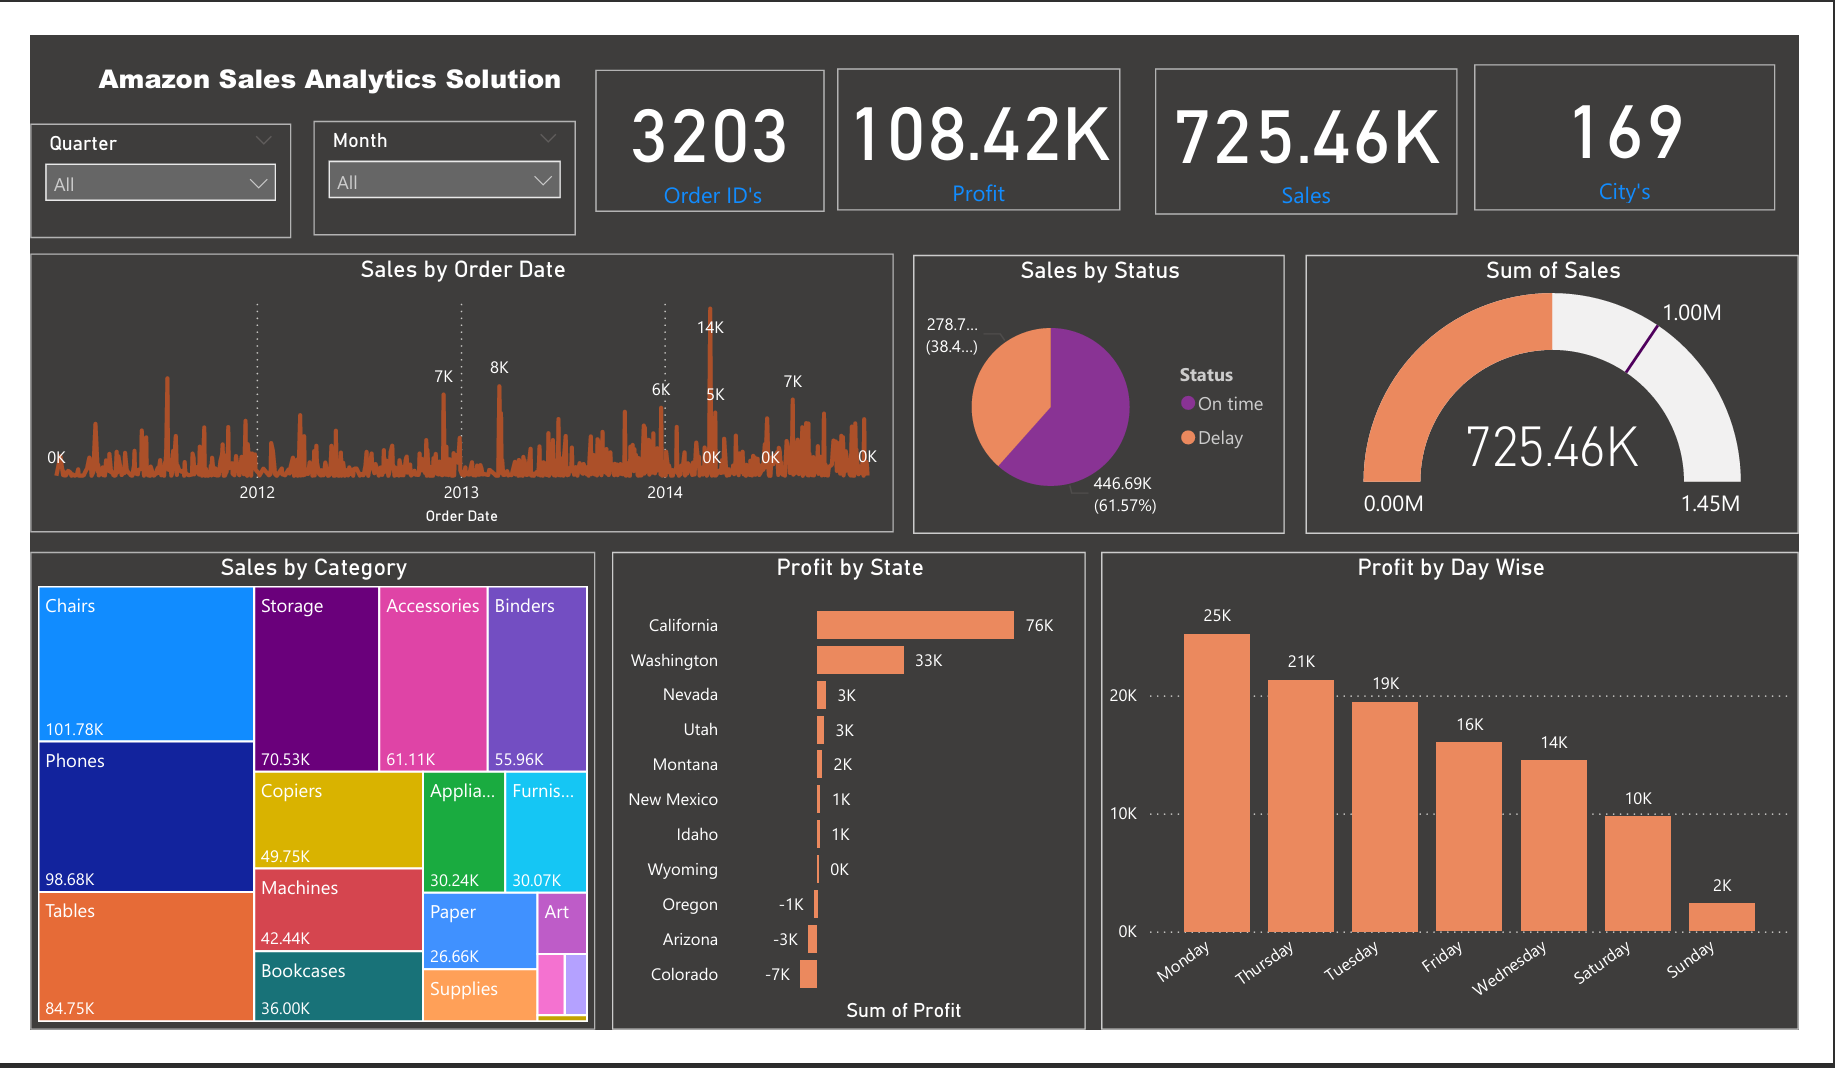 Amazon Sales Analytics Solution
Quarter
All
Month
All
3203
Order ID's
108.42K
Profit
725.46K
Sales
169
City's
Sales by Order Date
14K
7K
8K
6K
5K
7K
0K
0K
0K
0K
2012
2013
2014
Order Date
Sales by Status
278.7...
(38.4...)
Status
On time
Delay
446.69K
(61.57%)
Sum of Sales
1.00M
725.46K
0.00M
1.45M
Sales by Category
Chairs
101.78K
Phones
98.68K
Tables
84.75K
Storage
70.53K
Accessories
61.11K
Binders
55.96K
Copiers
49.75K
Machines
42.44K
Bookcases
36.00K
Applia...
30.24K
Furnis...
30.07K
Paper
26.66K
Supplies
Art
Profit by State
California 76K
Washington 33K
Nevada 3K
Utah 3K
Montana 2K
New Mexico 1K
Idaho 1K
Wyoming 0K
Oregon -1K
Arizona -3K
Colorado -7K
Sum of Profit
Profit by Day Wise
25K
21K
19K
16K
14K
10K
2K
20K
10K
0K
Monday
Thursday
Tuesday
Friday
Wednesday
Saturday
Sunday